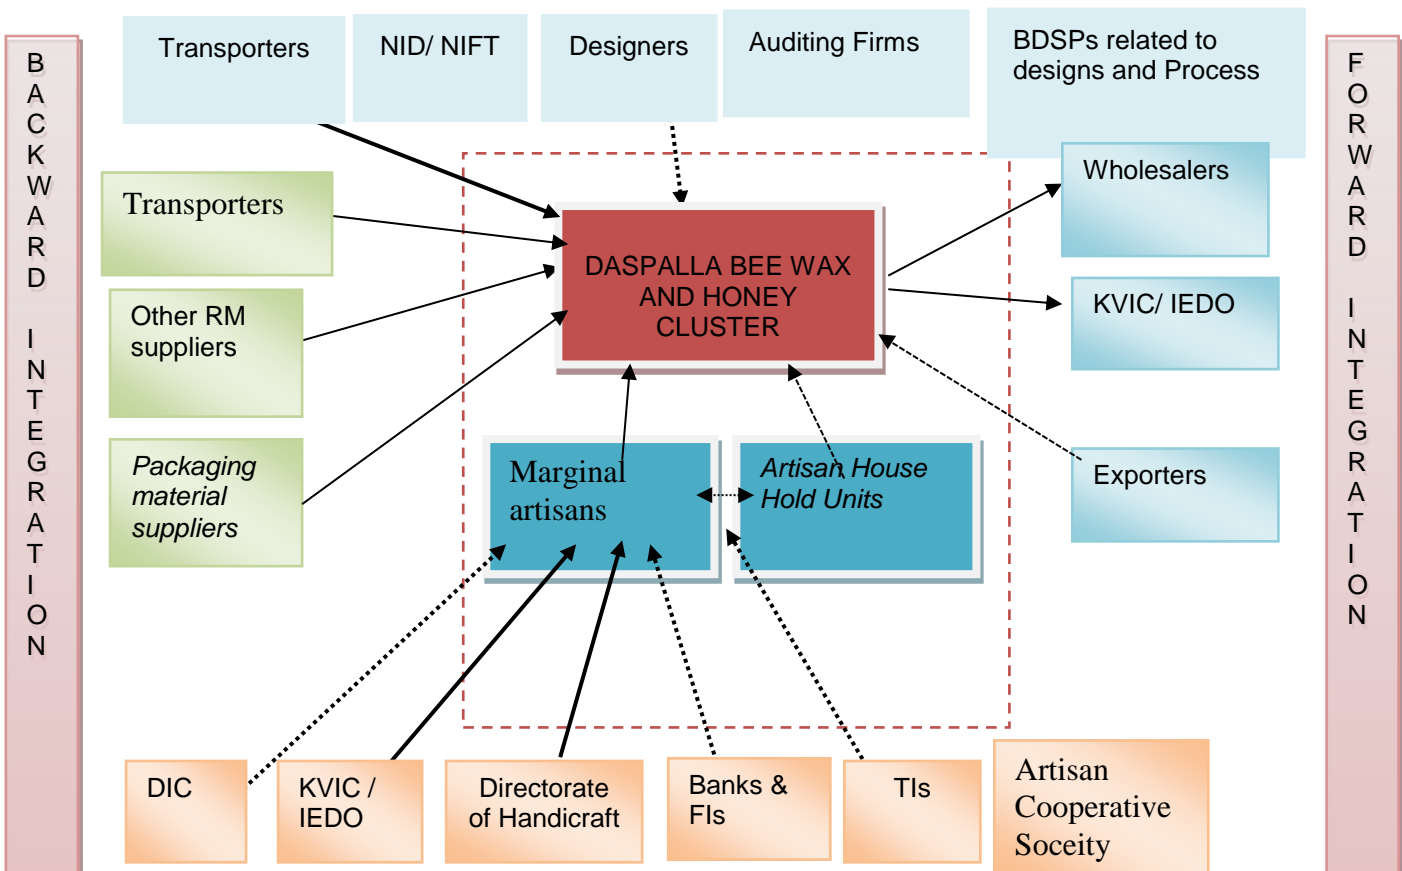 BACKWARD INTEGRATION
Transporters
NID/ NIFT
Designers
Auditing Firms
BDSPs related to
designs and Process
FORWARD INTEGRATION
Transporters
Other RM
suppliers
Packaging
material
suppliers
DASPALLA BEE WAX
AND HONEY
CLUSTER
Marginal
artisans
Artisan House
Hold Units
Wholesalers
KVIC/ IEDO
Exporters
DIC
KVIC /
IEDO
Directorate
of Handicraft
Banks &
FIs
TIs
Artisan
Cooperative
Soceity